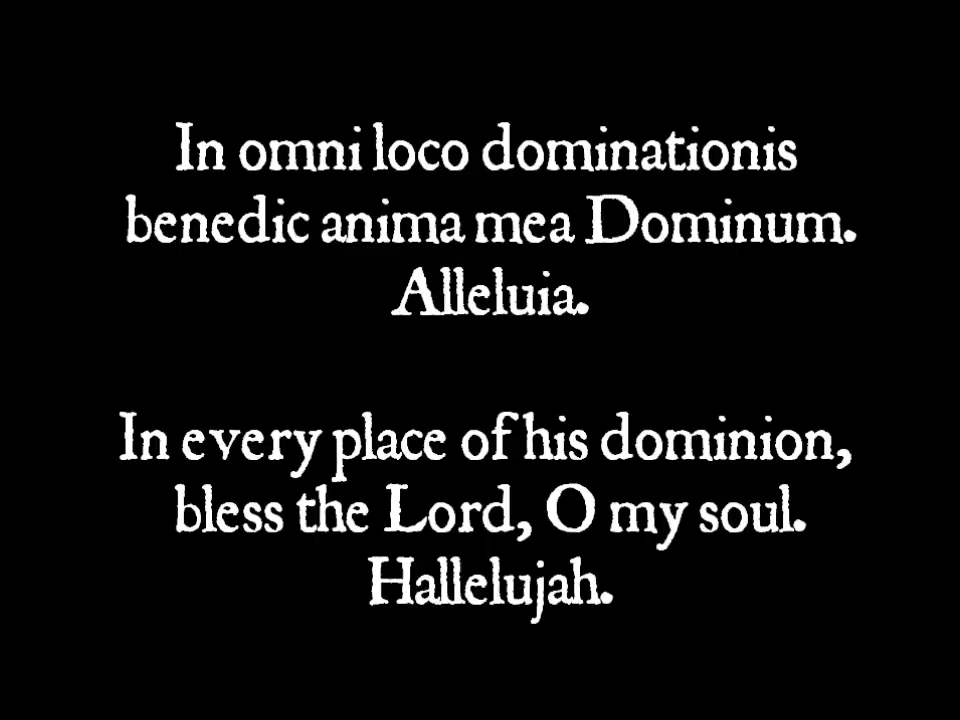 In omni loco dominationis
benedic anima mea Dominum.
Alleluia.
In every place of his dominion,
bless the Lord, O my soul.
Hallelujah.